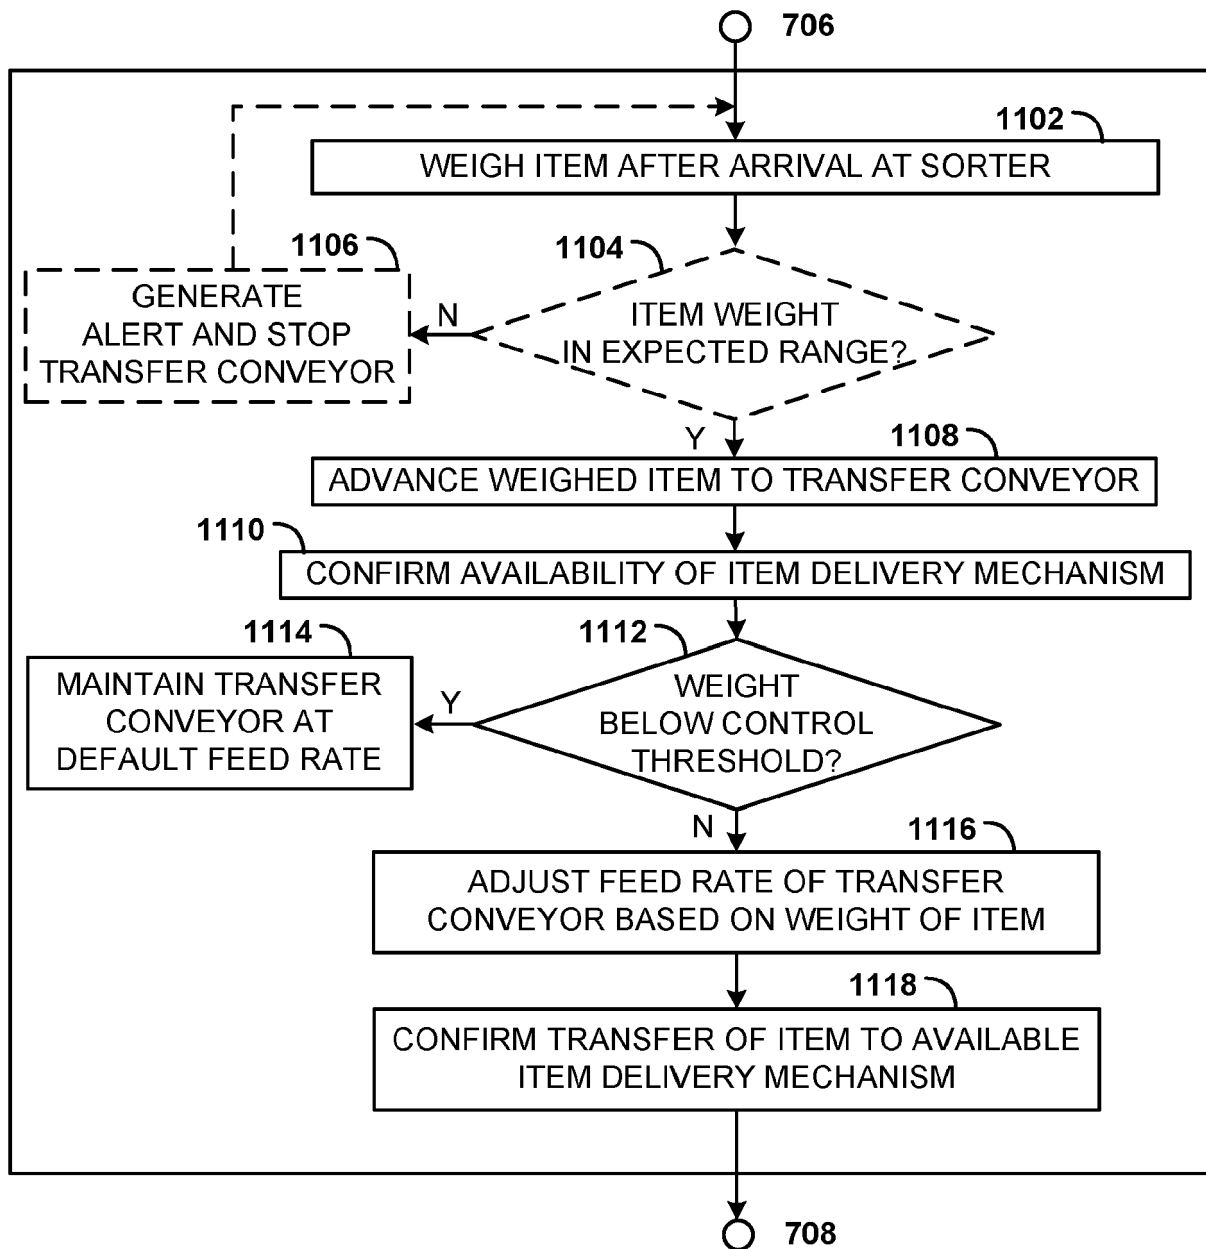 706
1102
WEIGH ITEM AFTER ARRIVAL AT SORTER
1106
GENERATE
ALERT AND STOP
TRANSFER CONVEYOR
N
1104
ITEM WEIGHT
IN EXPECTED RANGE?
Y
1108
ADVANCE WEIGHED ITEM TO TRANSFER CONVEYOR
1110
CONFIRM AVAILABILITY OF ITEM DELIVERY MECHANISM
1114
MAINTAIN TRANSFER
CONVEYOR AT
DEFAULT FEED RATE
Y
1112
WEIGHT
BELOW CONTROL
THRESHOLD?
N
1116
ADJUST FEED RATE OF TRANSFER
CONVEYOR BASED ON WEIGHT OF ITEM
1118
CONFIRM TRANSFER OF ITEM TO AVAILABLE
ITEM DELIVERY MECHANISM
708